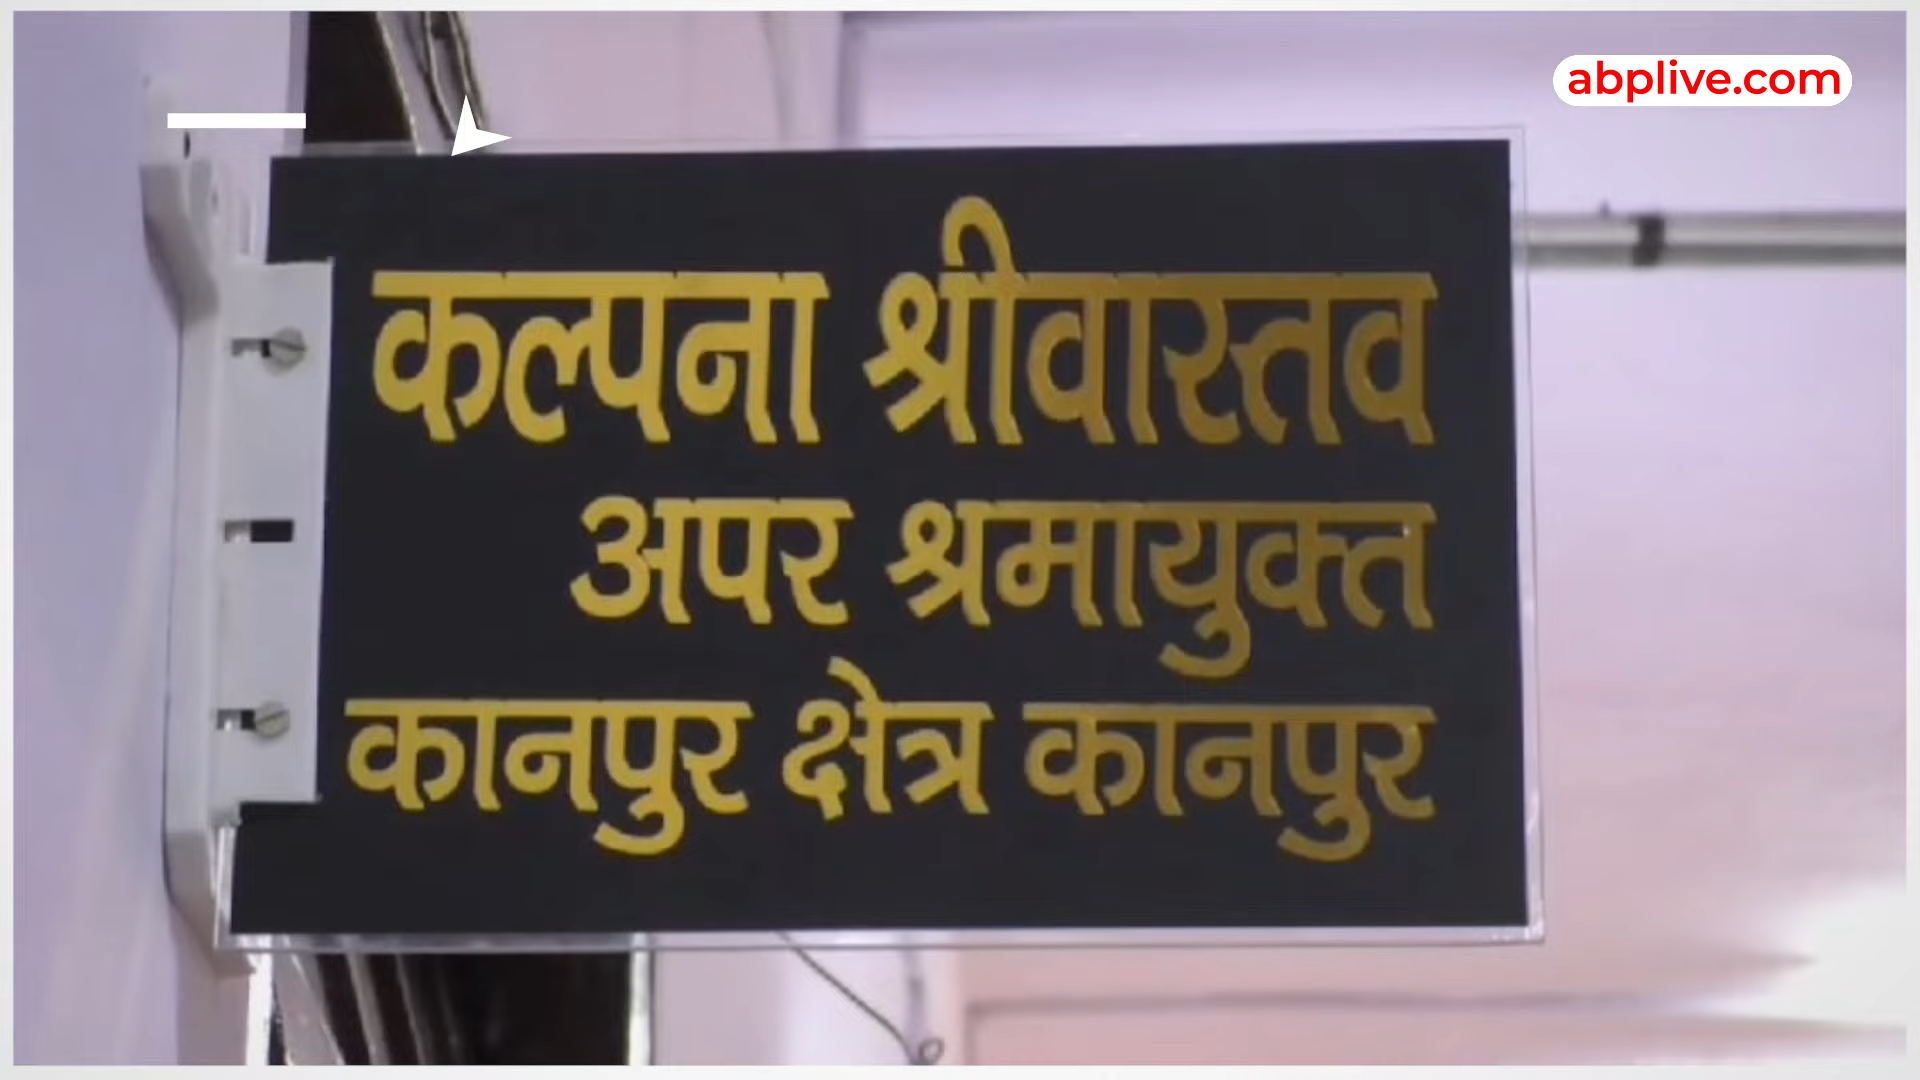 abplive.com
कल्पना श्रीवास्तव
अपर श्रमायुक्त
कानपुर क्षेत्र कानपुर